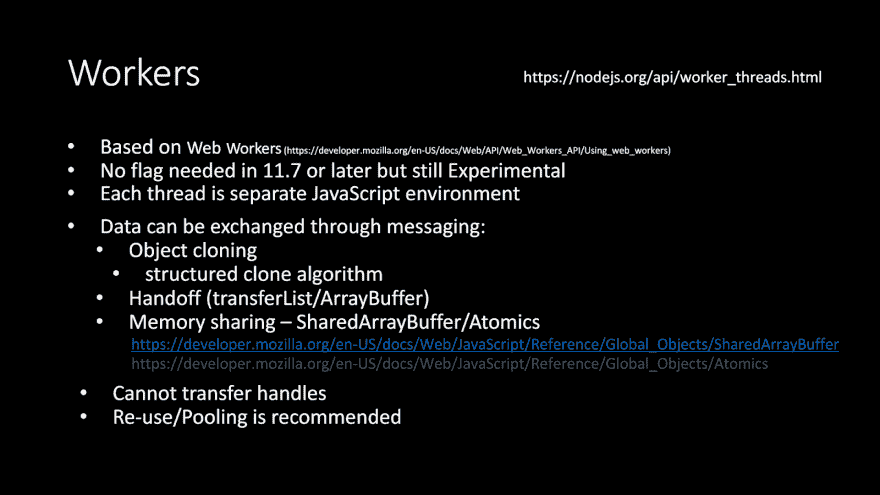 Workers
https://nodejs.org/api/worker_threads.html
• Based on Web Workers (https://developer.mozilla.org/en-US/docs/Web/API/Web_Workers_API/Using_web_workers)
• No flag needed in 11.7 or later but still Experimental
• Each thread is separate JavaScript environment
• Data can be exchanged through messaging:
• Object cloning
• structured clone algorithm
• Handoff (transferList/ArrayBuffer)
• Memory sharing – SharedArrayBuffer/Atomics
https://developer.mozilla.org/en-US/docs/Web/JavaScript/Reference/Global_Objects/SharedArrayBuffer
https://developer.mozilla.org/en-US/docs/Web/JavaScript/Reference/Global_Objects/Atomics
• Cannot transfer handles
• Re-use/Pooling is recommended